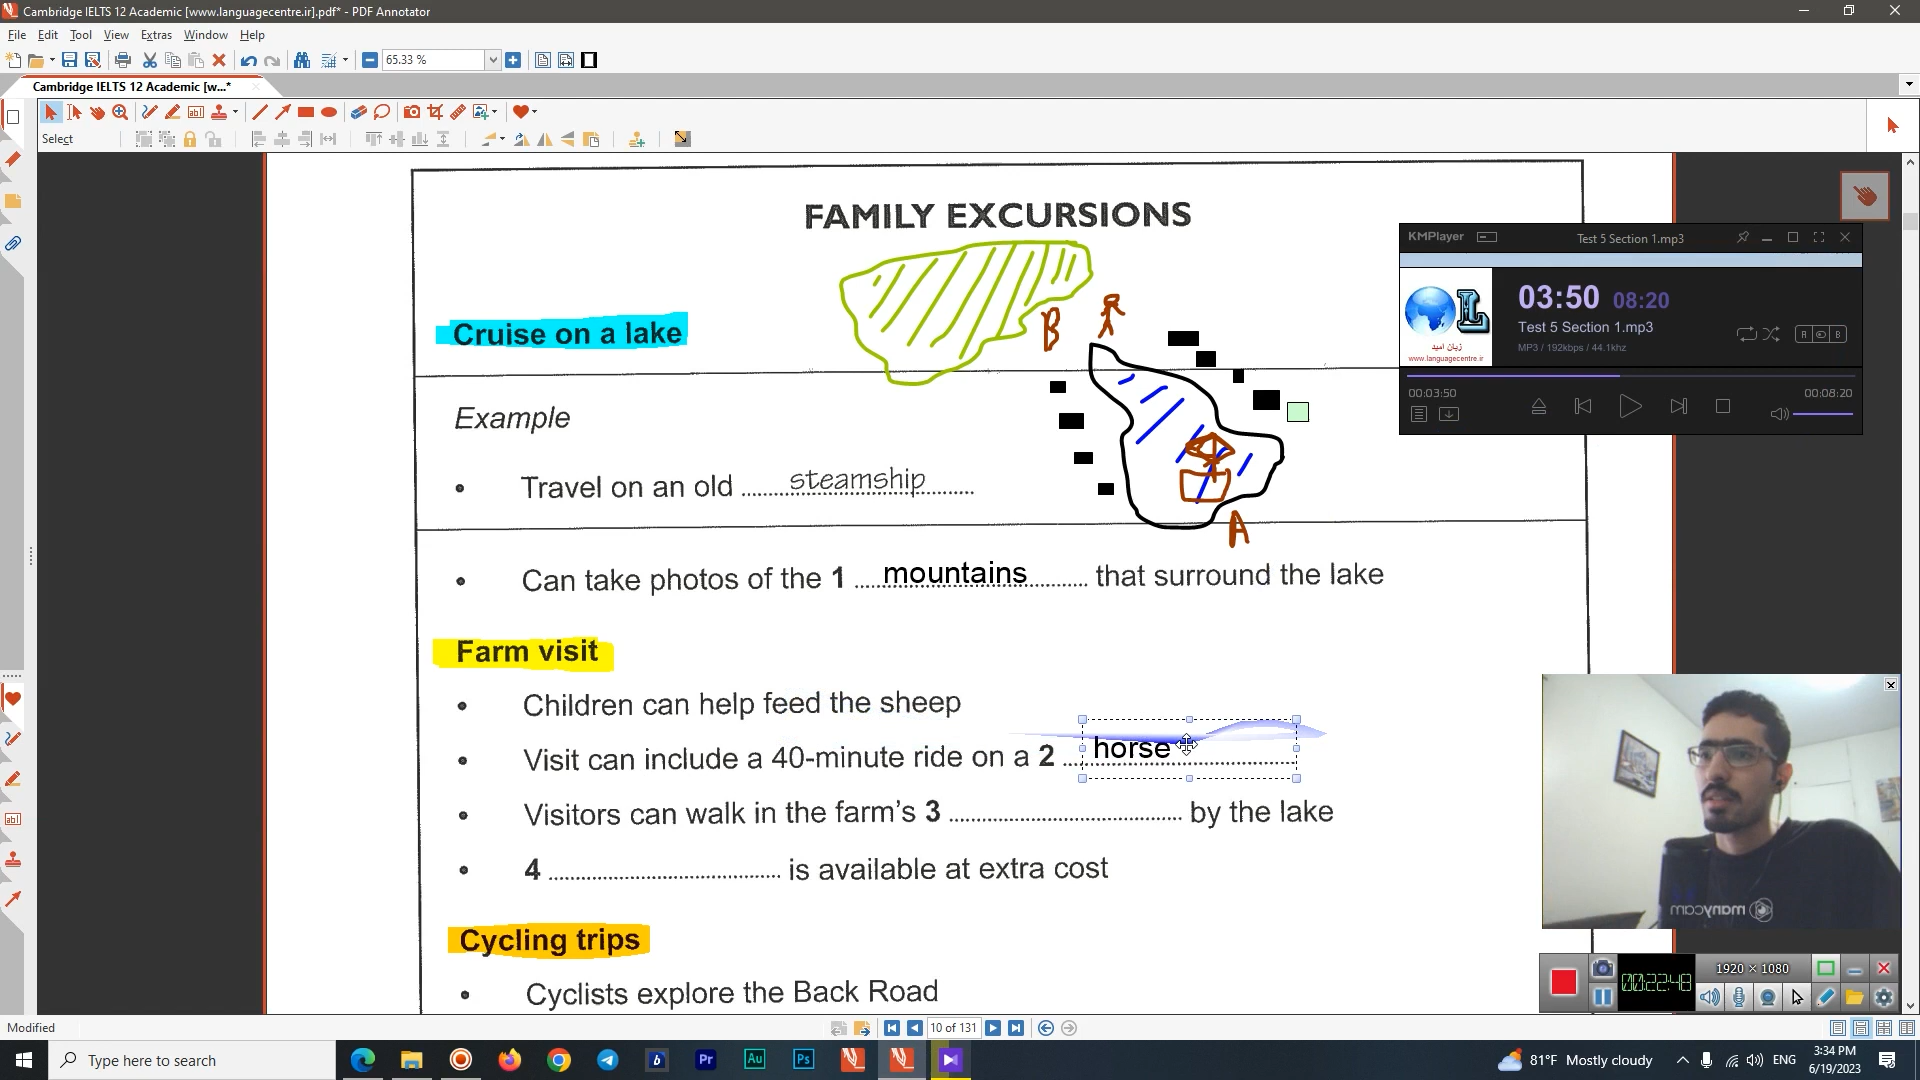 Cambridge IELTS 12 Academic [www.languagecentre.ir].pdf* - PDF Annotator
File Edit Tool View Extras Window Help
65.33 %
Cambridge IELTS 12 Academic [w...*
Select
FAMILY EXCURSIONS
B
Cruise on a lake
Example
Travel on an old steamship
A
Can take photos of the 1 mountains that surround the lake
Farm visit
Children can help feed the sheep
Visit can include a 40-minute ride on a 2 horse
Visitors can walk in the farm's 3 .......... by the lake
4 .......... is available at extra cost
Cycling trips
Cyclists explore the Back Road
KMPlayer Test 5 Section 1.mp3
03:50 08:20
Test 5 Section 1.mp3
MP3 / 192kbps / 44.1khz
زبان امید
www.languagecentre.ir
00:03:50 00:08:20
manycam
1920 × 1080
00:22:48
Modified
10 of 131
Type here to search
81°F Mostly cloudy
ENG
3:34 PM
6/19/2023